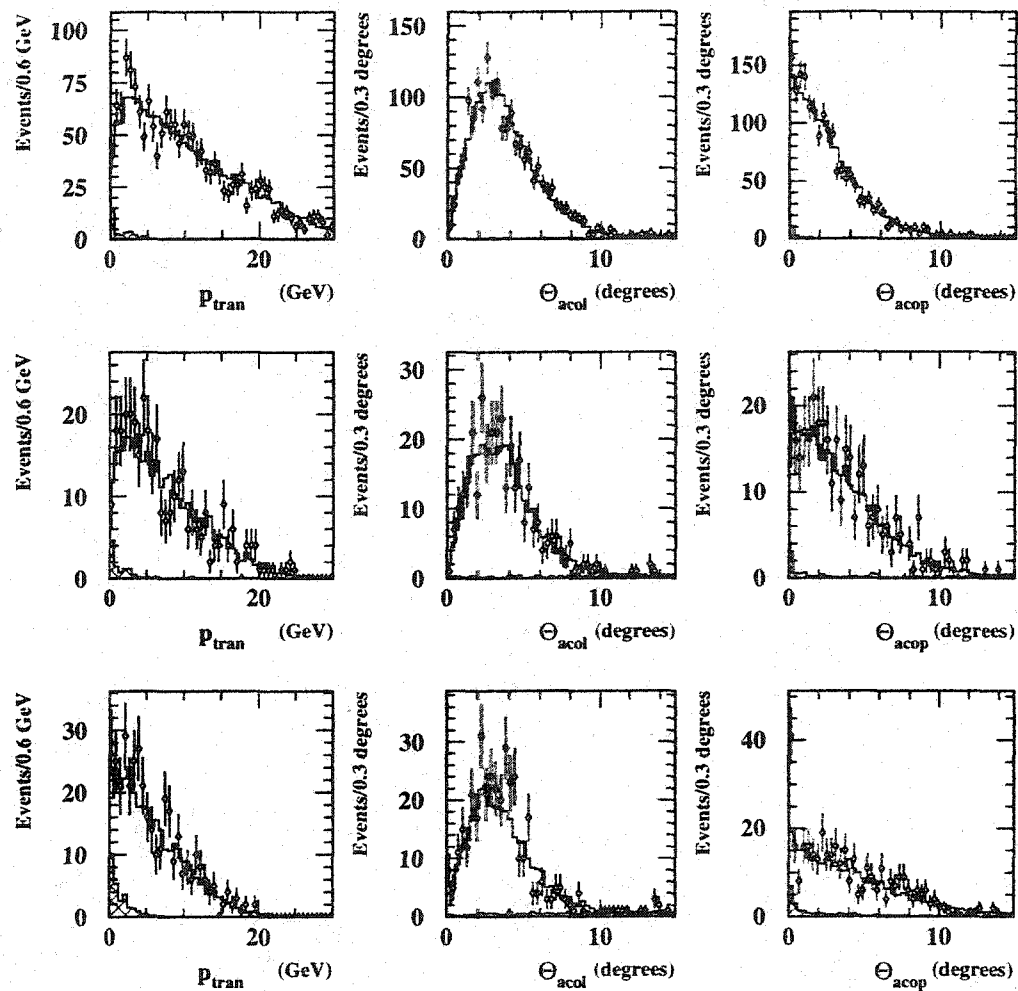 Events/0.6 GeV
100
75
50
25
0
0
20
p_tran (GeV)
Events/0.3 degrees
150
100
50
0
0
10
Θ_acol (degrees)
Events/0.3 degrees
150
100
50
0
0
10
Θ_acop (degrees)
Events/0.6 GeV
20
10
0
0
20
p_tran (GeV)
Events/0.3 degrees
30
20
10
0
0
10
Θ_acol (degrees)
Events/0.3 degrees
20
10
0
0
10
Θ_acop (degrees)
Events/0.6 GeV
30
20
10
0
0
20
p_tran (GeV)
Events/0.3 degrees
30
20
10
0
0
10
Θ_acol (degrees)
Events/0.3 degrees
40
20
0
0
10
Θ_acop (degrees)